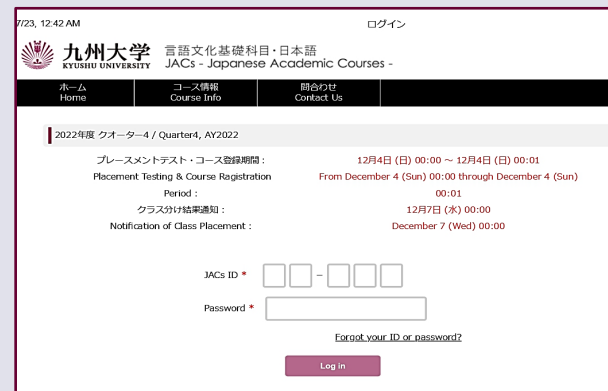 7/23, 12:42 AM ログイン
九州大学 言語文化基礎科目・日本語
KYUSHU UNIVERSITY JACs - Japanese Academic Courses -
ホーム コース情報 問合わせ
Home Course Info Contact Us
2022年度 クオーター4 / Quarter4, AY2022
プレースメントテスト・コース登録期間： 12月4日 (日) 00:00 ～ 12月4日 (日) 00:01
Placement Testing & Course Ragistration From December 4 (Sun) 00:00 through December 4 (Sun)
Period： 00:01
クラス分け結果通知： 12月7日 (水) 00:00
Notification of Class Placement： December 7 (Wed) 00:00
JACs ID * –
Password *
Forgot your ID or password?
Log in